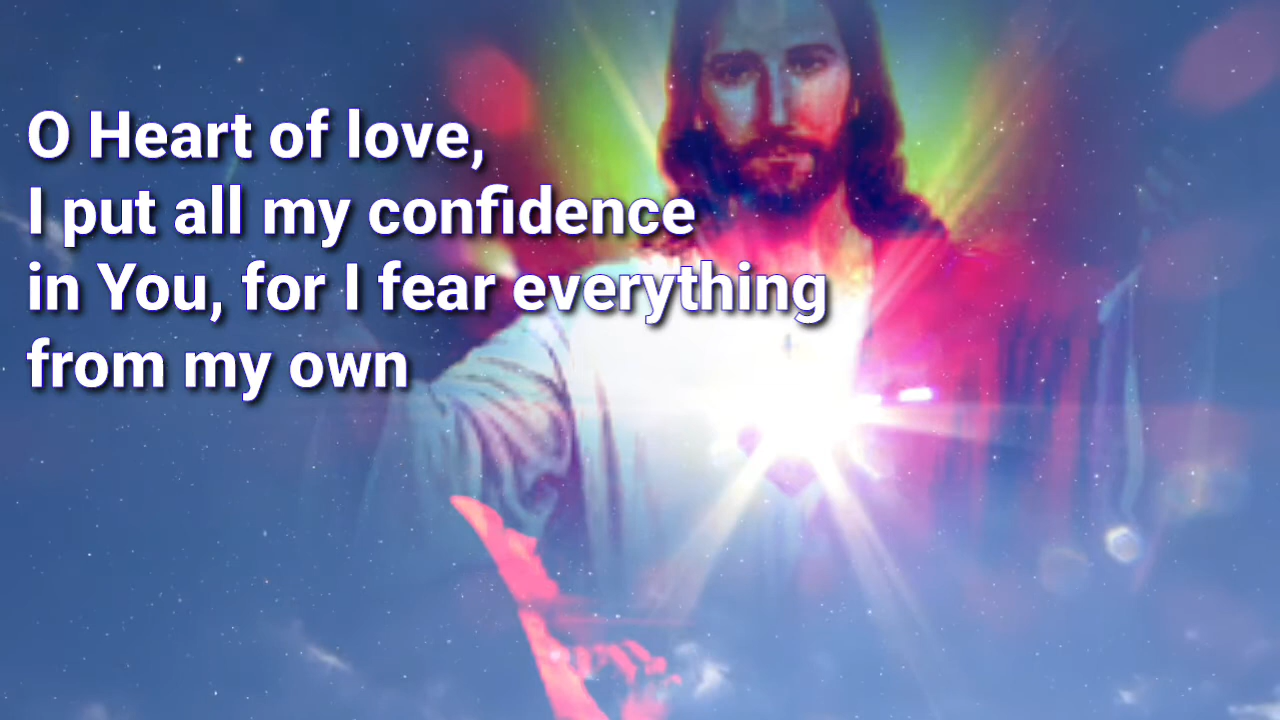 O Heart of love,
I put all my confidence
in You, for I fear everything
from my own